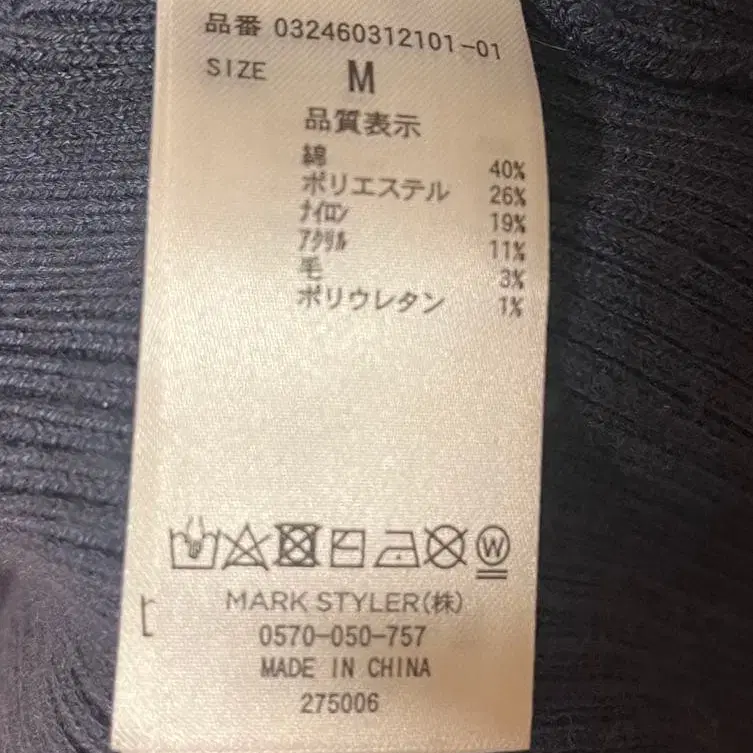 品番 032460312101-01
SIZE M
品質表示
綿 40%
ポリエステル 26%
ﾅｲﾛﾝ 19%
ｱｸﾘﾙ 11%
毛 3%
ポリウレタン 1%
W
MARK STYLER(株)
0570-050-757
MADE IN CHINA
275006